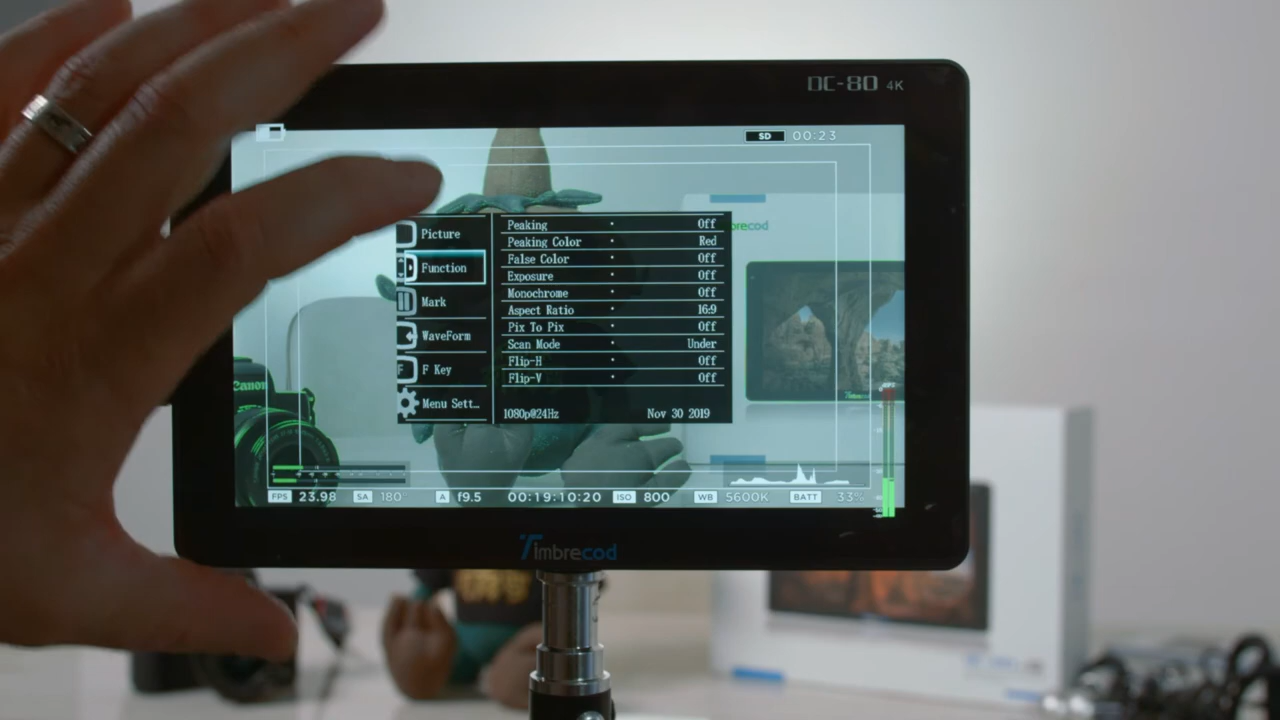 DC-80 4K
SD 00:23
brecod
Picture
Function
Mark
WaveForm
F Key
Menu Sett..
Peaking Off
Peaking Color Red
False Color Off
Exposure Off
Monochrome Off
Aspect Ratio 16:9
Pix To Pix Off
Scan Mode Under
Flip-H Off
Flip-V Off
1080p@24Hz Nov 30 2019
Canon
FPS 23.98 SA 180° A f9.5 00:19:10:20 ISO 800 WB 5600K BATT 33%
Timbrecod